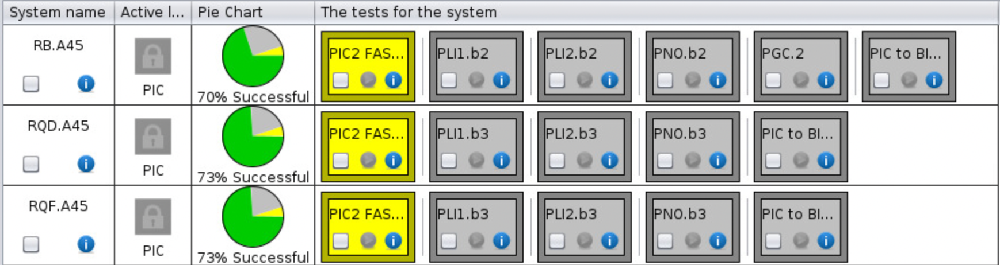 System name Active l... Pie Chart The tests for the system
RB.A45 PIC2 FAS... PLI1.b2 PLI2.b2 PNO.b2 PGC.2 PIC to BI...
i i i i i i i
PIC
70% Successful
RQD.A45 PIC2 FAS... PLI1.b3 PLI2.b3 PNO.b3 PIC to BI...
i i i i i i
PIC
73% Successful
RQF.A45 PIC2 FAS... PLI1.b3 PLI2.b3 PNO.b3 PIC to BI...
i i i i i i
PIC
73% Successful